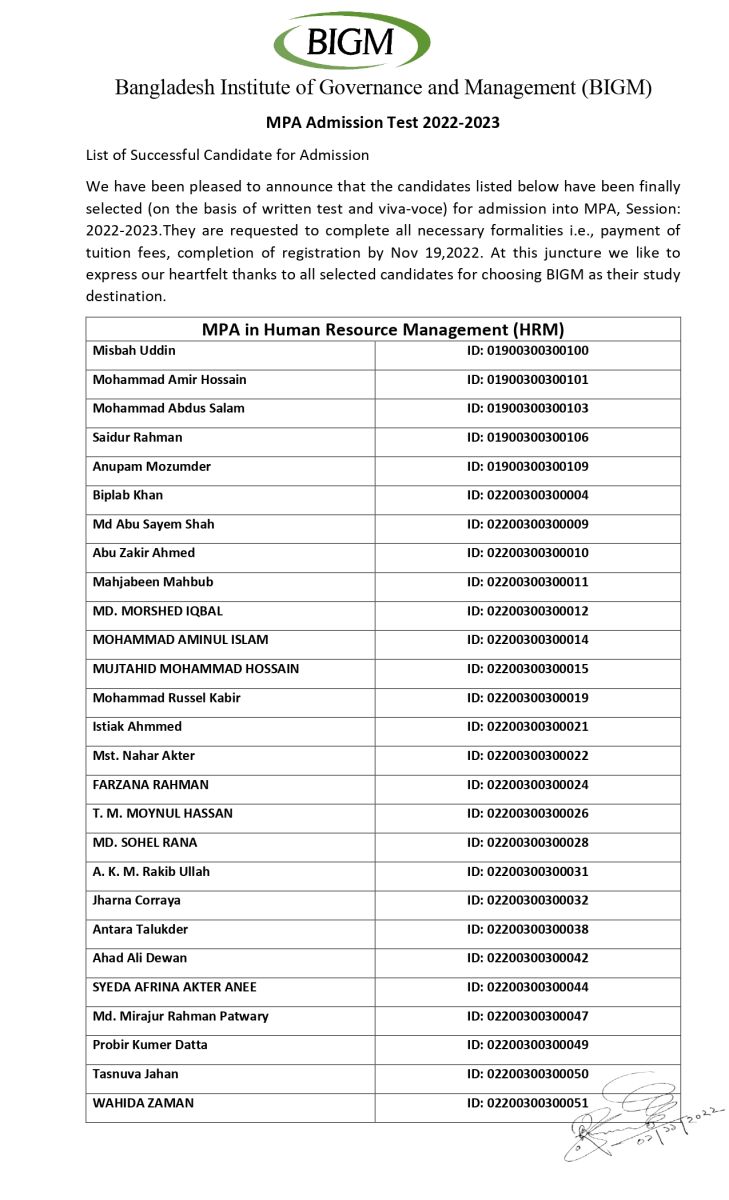 BIGM
Bangladesh Institute of Governance and Management (BIGM)
MPA Admission Test 2022-2023
List of Successful Candidate for Admission
We have been pleased to announce that the candidates listed below have been finally
selected (on the basis of written test and viva-voce) for admission into MPA, Session:
2022-2023.They are requested to complete all necessary formalities i.e., payment of
tuition fees, completion of registration by Nov 19,2022. At this juncture we like to
express our heartfelt thanks to all selected candidates for choosing BIGM as their study
destination.
MPA in Human Resource Management (HRM)
Misbah Uddin ID: 01900300300100
Mohammad Amir Hossain ID: 01900300300101
Mohammad Abdus Salam ID: 01900300300103
Saidur Rahman ID: 01900300300106
Anupam Mozumder ID: 01900300300109
Biplab Khan ID: 02200300300004
Md Abu Sayem Shah ID: 02200300300009
Abu Zakir Ahmed ID: 02200300300010
Mahjabeen Mahbub ID: 02200300300011
MD. MORSHED IQBAL ID: 02200300300012
MOHAMMAD AMINUL ISLAM ID: 02200300300014
MUJTAHID MOHAMMAD HOSSAIN ID: 02200300300015
Mohammad Russel Kabir ID: 02200300300019
Istiak Ahmmed ID: 02200300300021
Mst. Nahar Akter ID: 02200300300022
FARZANA RAHMAN ID: 02200300300024
T. M. MOYNUL HASSAN ID: 02200300300026
MD. SOHEL RANA ID: 02200300300028
A. K. M. Rakib Ullah ID: 02200300300031
Jharna Corraya ID: 02200300300032
Antara Talukder ID: 02200300300038
Ahad Ali Dewan ID: 02200300300042
SYEDA AFRINA AKTER ANEE ID: 02200300300044
Md. Mirajur Rahman Patwary ID: 02200300300047
Probir Kumer Datta ID: 02200300300049
Tasnuva Jahan ID: 02200300300050
WAHIDA ZAMAN ID: 02200300300051